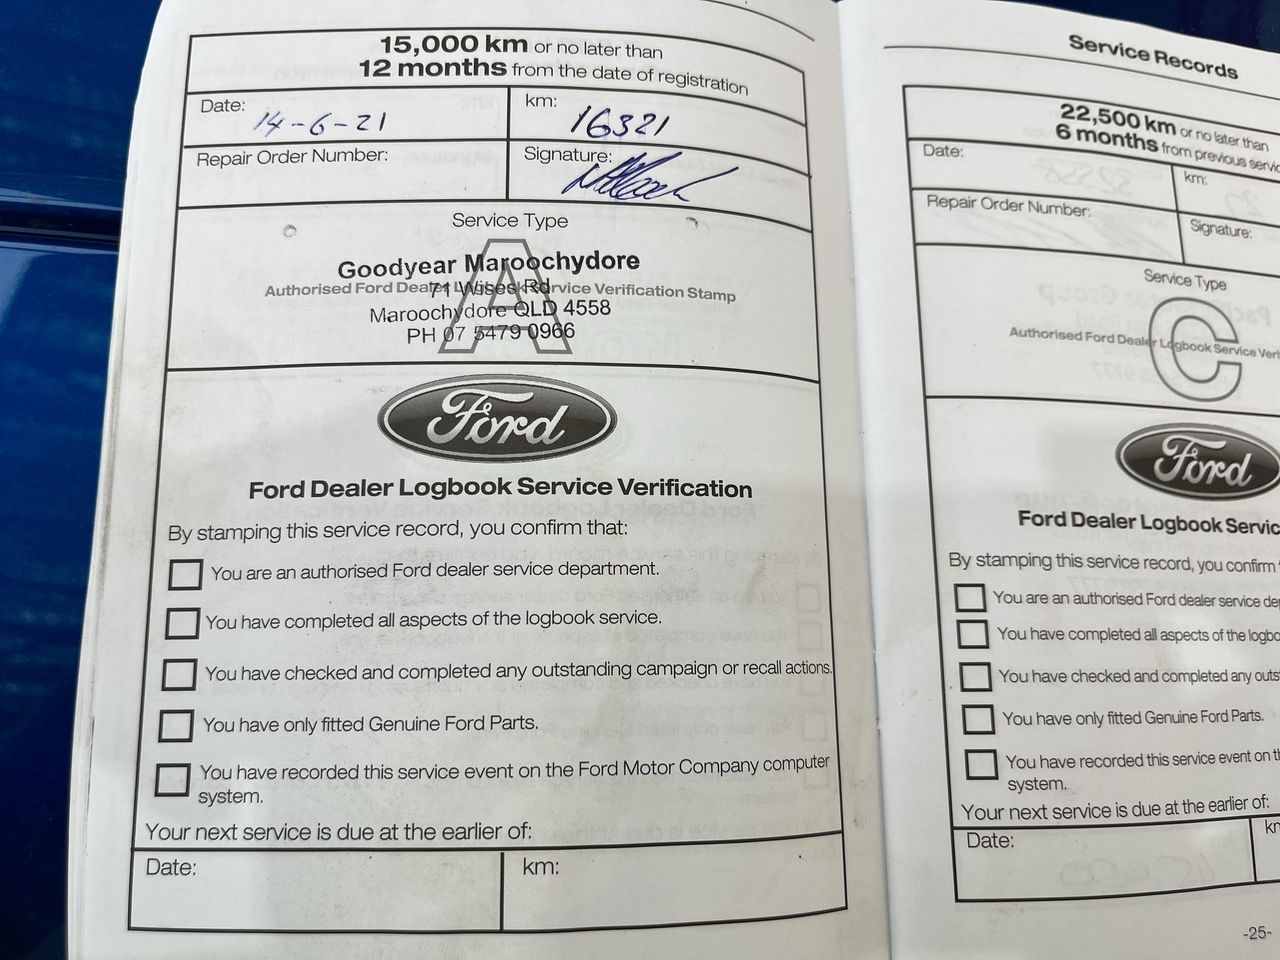 15,000 km or no later than
12 months from the date of registration
Date: 14-6-21
km: 16321
Repair Order Number:
Signature:
Service Type
A
Goodyear Maroochydore
Authorised Ford Dealer Service Verification Stamp
71 Wises Rd
Maroochydore QLD 4558
PH 07 5479 0966
Ford
Ford Dealer Logbook Service Verification
By stamping this service record, you confirm that:
You are an authorised Ford dealer service department.
You have completed all aspects of the logbook service.
You have checked and completed any outstanding campaign or recall actions.
You have only fitted Genuine Ford Parts.
You have recorded this service event on the Ford Motor Company computer
system.
Your next service is due at the earlier of:
Date:
km:
Service Records
22,500 km or no later than
6 months from previous servic
Date:
km:
Repair Order Number:
Signature:
Service Type
C
Authorised Ford Dealer Logbook Service Veri
Ford
Ford Dealer Logbook Servic
By stamping this service record, you confirm
You are an authorised Ford dealer service de
You have completed all aspects of the logbo
You have checked and completed any outs
You have only fitted Genuine Ford Parts.
You have recorded this service event on th
system.
Your next service is due at the earlier of:
Date:
km
-25-